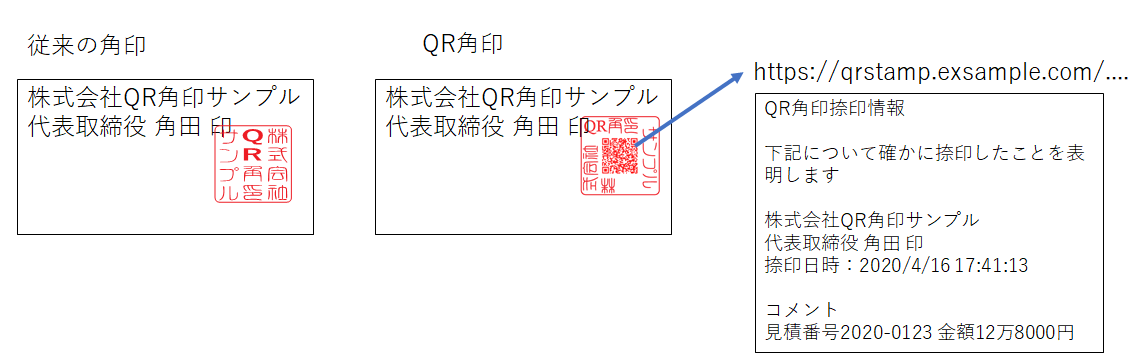 従来の角印
株式会社QR角印サンプル
代表取締役 角田 印
株式会社
QR角印
サンプル
QR角印
株式会社QR角印サンプル
代表取締役 角田 印
QR角印
サンプル
株式会社
https://qrstamp.exsample.com/....
QR角印捺印情報
下記について確かに捺印したことを表
明します
株式会社QR角印サンプル
代表取締役 角田 印
捺印日時：2020/4/16 17:41:13
コメント
見積番号2020-0123 金額12万8000円